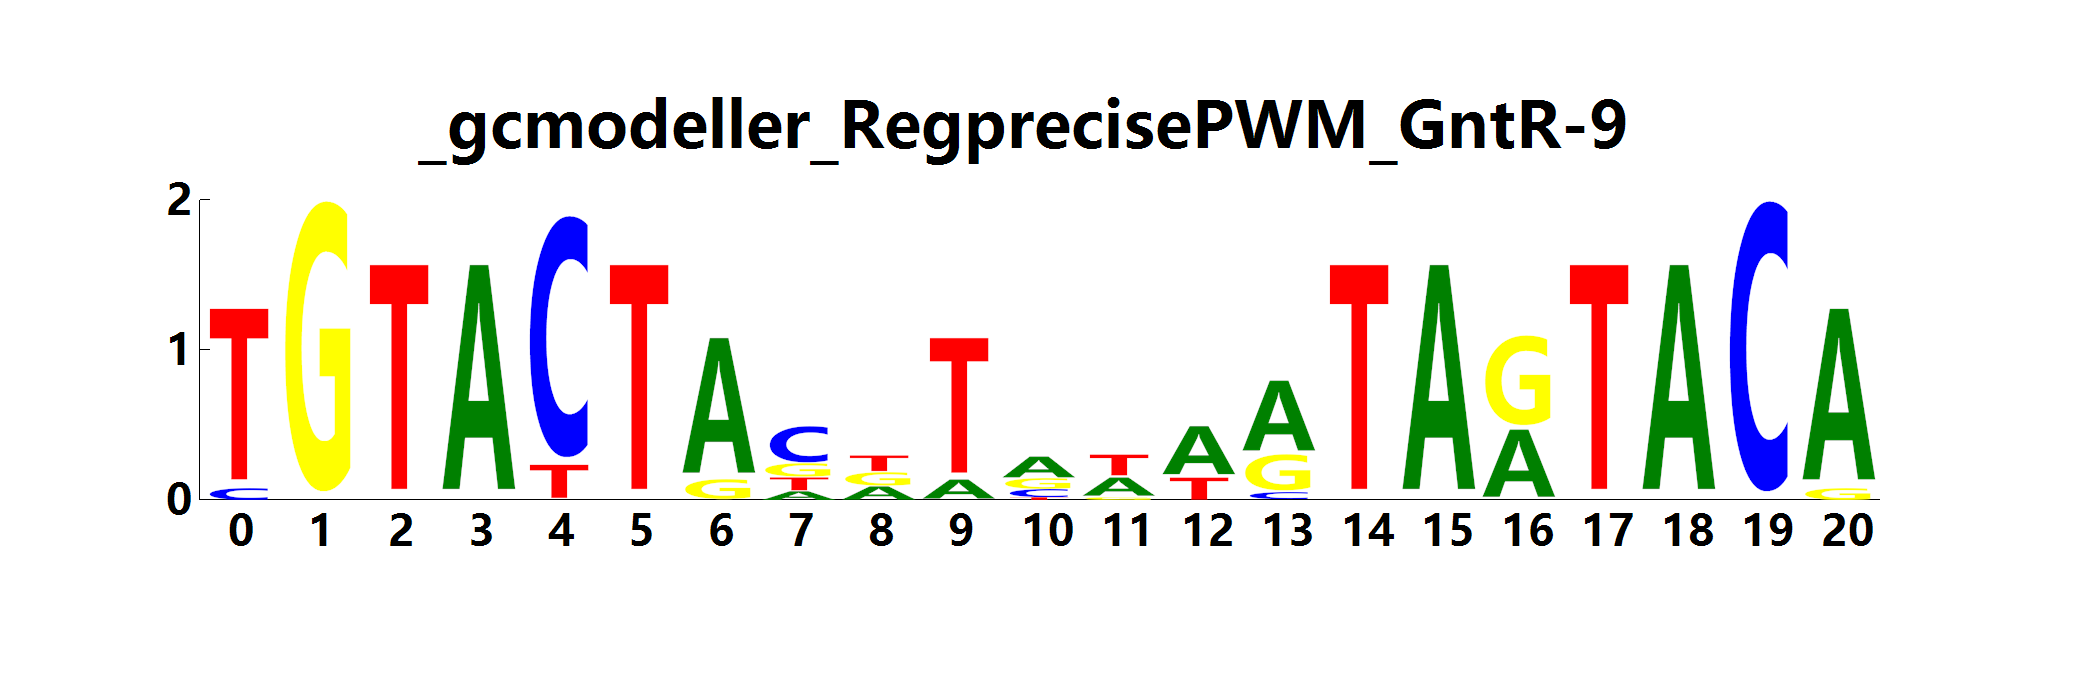 _gcmodeller_RegprecisePWM_GntR-9
2
1
0
T G T A C T A C T T A T A A T A G T A C A
C T G G G A G A T G A G
T A C G
A T C
0 1 2 3 4 5 6 7 8 9 10 11 12 13 14 15 16 17 18 19 20